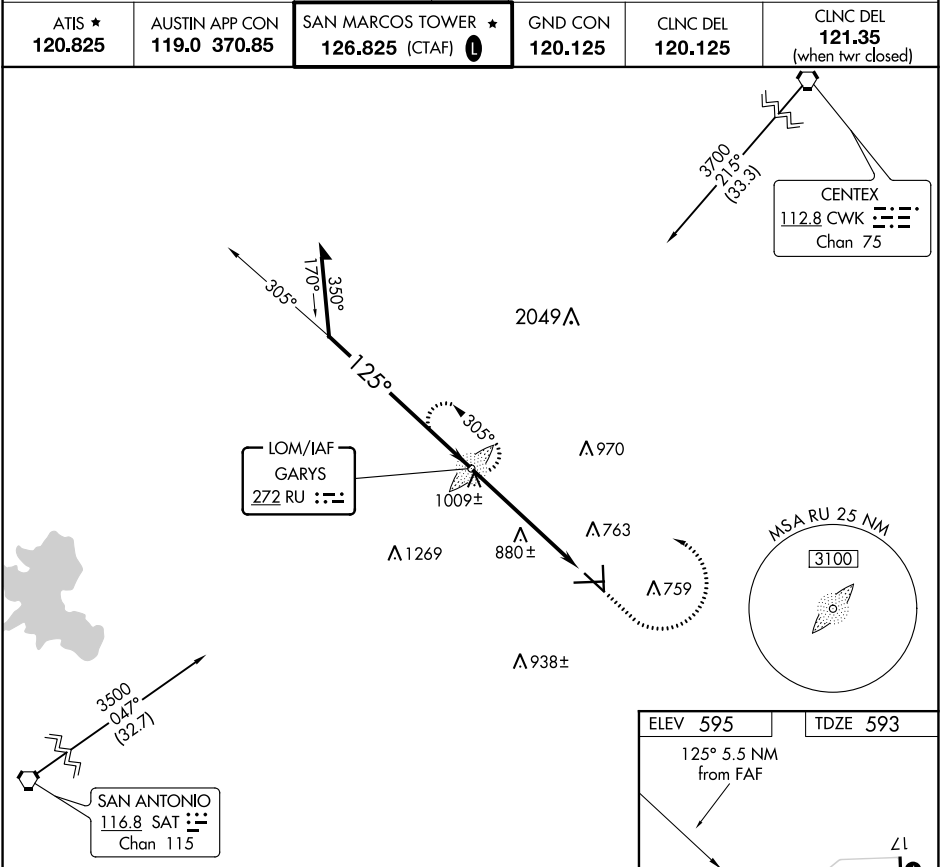 ATIS ★
120.825
AUSTIN APP CON
119.0 370.85
SAN MARCOS TOWER ★
126.825 (CTAF) L
GND CON
120.125
CLNC DEL
120.125
CLNC DEL
121.35
(when twr closed)
3700
215°
(33.3)
CENTEX
112.8 CWK
Chan 75
305°
170°
350°
125°
2049
305°
LOM/IAF
GARYS
272 RU
1009±
970
1269
880±
763
759
938±
MSA RU 25 NM
3100
3500
047°
(32.7)
SAN ANTONIO
116.8 SAT
Chan 115
ELEV 595
TDZE 593
125° 5.5 NM
from FAF
17